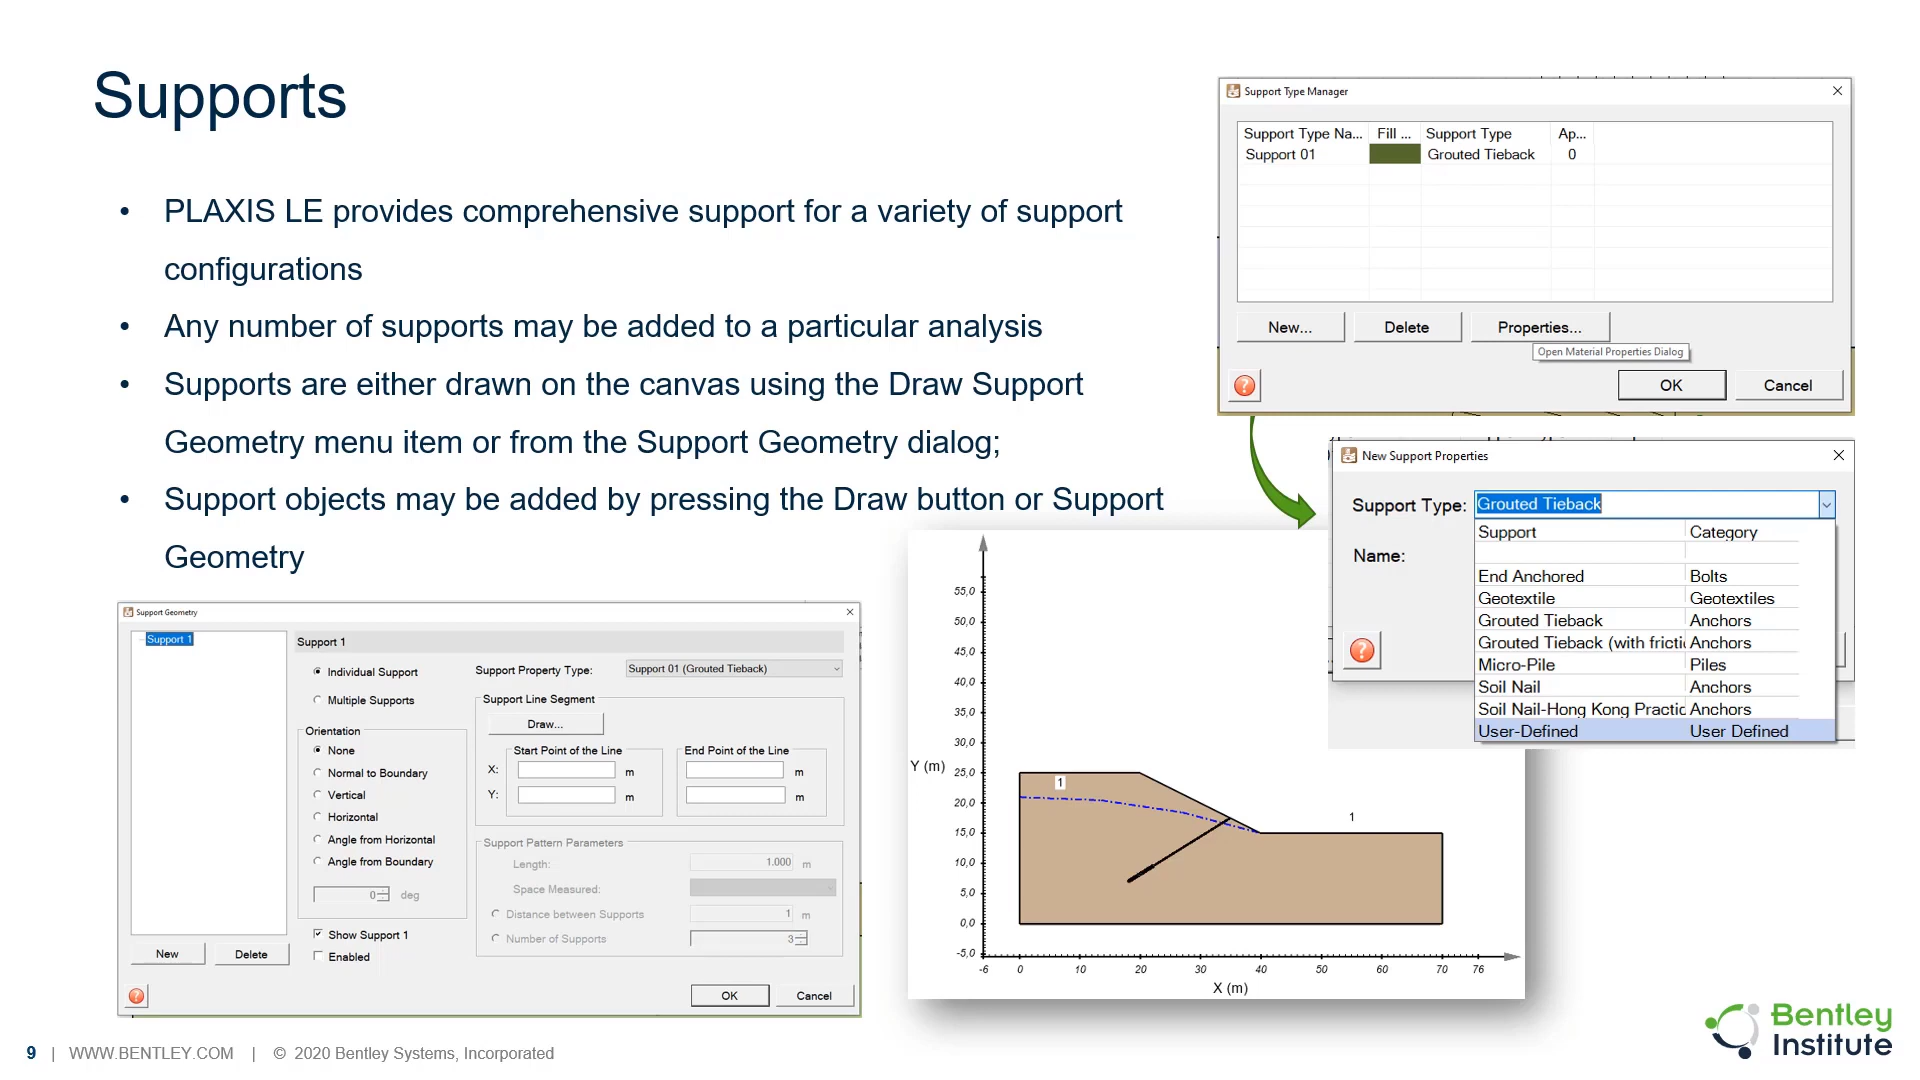 Supports
• PLAXIS LE provides comprehensive support for a variety of support
configurations
• Any number of supports may be added to a particular analysis
• Supports are either drawn on the canvas using the Draw Support
Geometry menu item or from the Support Geometry dialog;
• Support objects may be added by pressing the Draw button or Support
Geometry
Support Type Manager
Support Type Na... Fill ... Support Type Ap...
Support 01 Grouted Tieback 0
New... Delete Properties...
Open Material Properties Dialog
? OK Cancel
New Support Properties
Support Type: Grouted Tieback
Name:
Support Category
End Anchored Bolts
Geotextile Geotextiles
Grouted Tieback Anchors
Grouted Tieback (with fricti Anchors
Micro-Pile Piles
Soil Nail Anchors
Soil Nail-Hong Kong Practic Anchors
User-Defined User Defined
?
Support Geometry
Support 1
Support 1
Individual Support
Multiple Supports
Support Property Type: Support 01 (Grouted Tieback)
Orientation
None
Normal to Boundary
Vertical
Horizontal
Angle from Horizontal
Angle from Boundary
0 deg
Show Support 1
Enabled
Support Line Segment
Draw...
Start Point of the Line End Point of the Line
X: m m
Y: m m
Support Pattern Parameters
Length: 1.000 m
Space Measured:
Distance between Supports 1 m
Number of Supports 3
New Delete
? OK Cancel
55,0
50,0
45,0
40,0
35,0
30,0
Y (m) 25,0
20,0
15,0
10,0
5,0
0,0
-5,0
1
1
-6 0 10 20 30 40 50 60 70 76
X (m)
9 | WWW.BENTLEY.COM | © 2020 Bentley Systems, Incorporated
Bentley
Institute